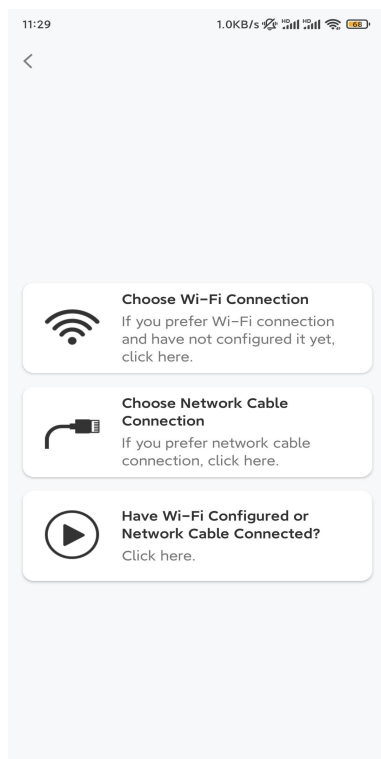 11:29
1.0KB/s HD HD 68
Choose Wi-Fi Connection
If you prefer Wi-Fi connection
and have not configured it yet,
click here.
Choose Network Cable
Connection
If you prefer network cable
connection, click here.
Have Wi-Fi Configured or
Network Cable Connected?
Click here.